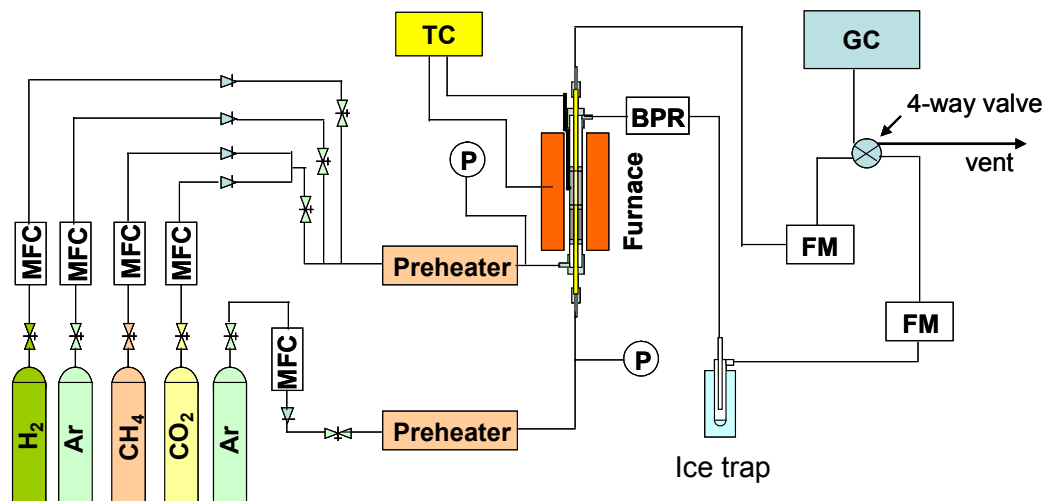 TC
GC
4-way valve
vent
BPR
P
Furnace
MFC
MFC
MFC
MFC
Preheater
FM
FM
P
MFC
Preheater
H₂
Ar
CH₄
CO₂
Ar
Ice trap